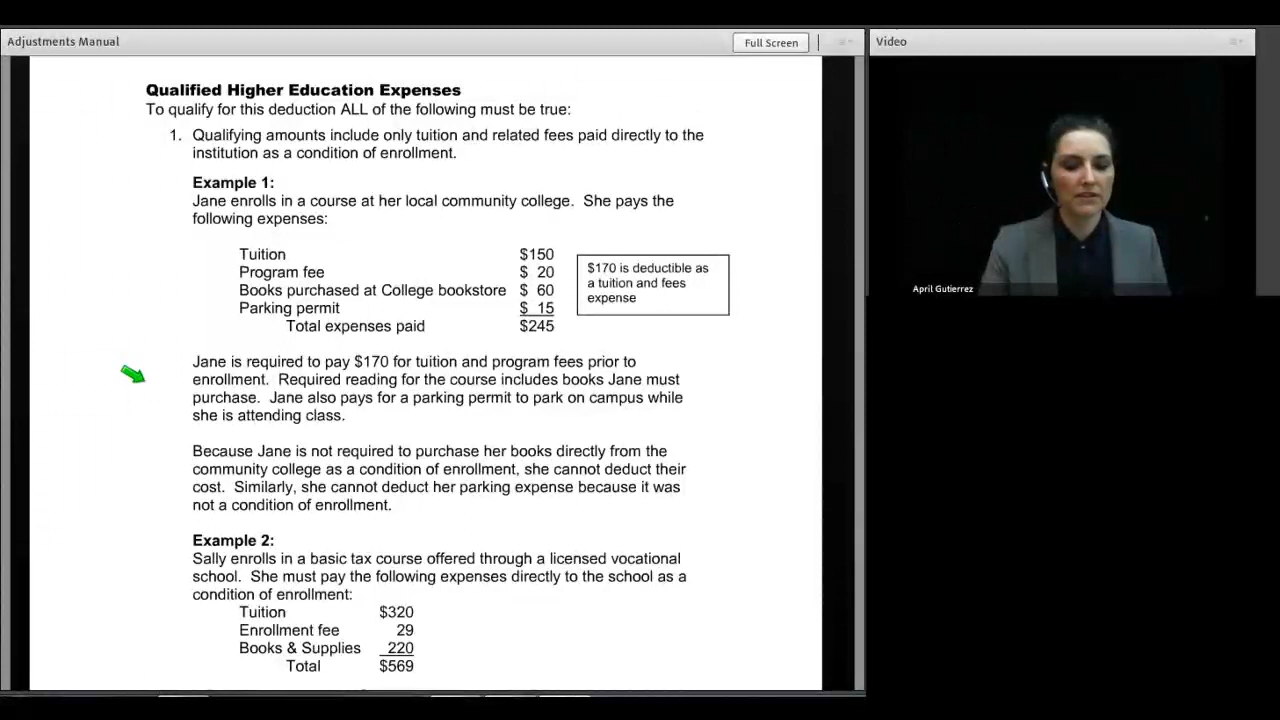 Adjustments Manual
Full Screen
Video
Qualified Higher Education Expenses
To qualify for this deduction ALL of the following must be true:
1. Qualifying amounts include only tuition and related fees paid directly to the
institution as a condition of enrollment.
Example 1:
Jane enrolls in a course at her local community college. She pays the
following expenses:
Tuition $150
Program fee $ 20
Books purchased at College bookstore $ 60
Parking permit $ 15
Total expenses paid $245
$170 is deductible as
a tuition and fees
expense
Jane is required to pay $170 for tuition and program fees prior to
enrollment. Required reading for the course includes books Jane must
purchase. Jane also pays for a parking permit to park on campus while
she is attending class.
Because Jane is not required to purchase her books directly from the
community college as a condition of enrollment, she cannot deduct their
cost. Similarly, she cannot deduct her parking expense because it was
not a condition of enrollment.
Example 2:
Sally enrolls in a basic tax course offered through a licensed vocational
school. She must pay the following expenses directly to the school as a
condition of enrollment:
Tuition $320
Enrollment fee 29
Books & Supplies 220
Total $569
April Gutierrez